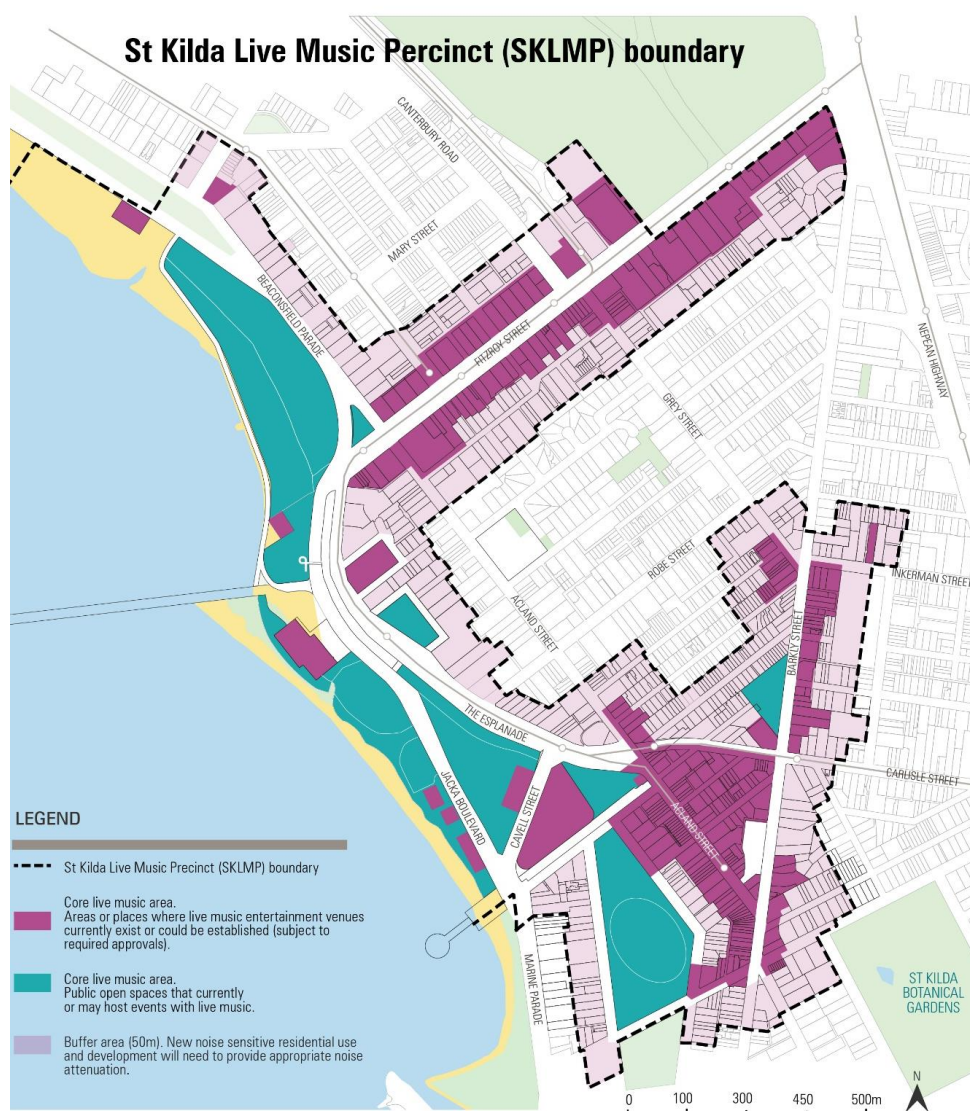 St Kilda Live Music Percinct (SKLMP) boundary
CANTERBURY ROAD
MARY STREET
BEACONSFIELD PARADE
FITZROY STREET
NEPEAN HIGHWAY
GREY STREET
ROBE STREET
INKERMAN STREET
ACLAND STREET
BARKLY STREET
THE ESPLANADE
CARLISLE STREET
JACKA BOULEVARD
CAVELL STREET
ACLAND STREET
MARINE PARADE
ST KILDA
BOTANICAL
GARDENS
LEGEND
St Kilda Live Music Precinct (SKLMP) boundary
Core live music area.
Areas or places where live music entertainment venues
currently exist or could be established (subject to
required approvals).
Core live music area.
Public open spaces that currently
or may host events with live music.
Buffer area (50m). New noise sensitive residential use
and development will need to provide appropriate noise
attenuation.
0 100 300 450 500m
N